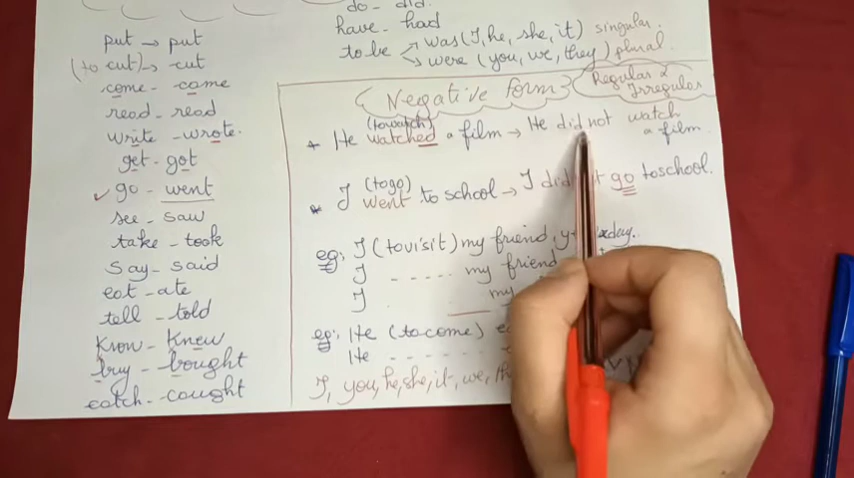 do - did.
have - had
to be
was (I, he, she, it) singular.
were (you, we, they) plural.
put → put
(to cut) → cut
come - came
read - read
write - wrote.
get - got
✓ go - went
see - saw
take - took
say - said
eat - ate
tell - told
know - knew
buy - bought
catch - caught
Negative form
Regular &
Irregular
(to watch)
* He watched a film → He did not watch
a film.
(to go)
* I went to school → I did go to school.
eg: I (to visit) my friend,
I ..... my friend
I my
eg: He (to come)
He ......
I, you, he, she, it, we,